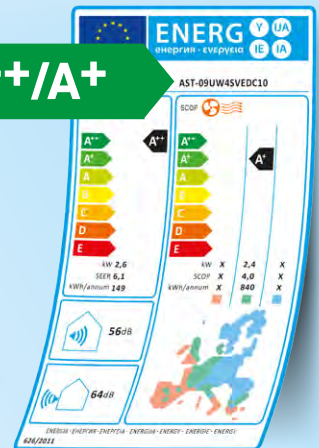 ++/A+
ENERG Y UA
енергия · ενεργεια IE IA
AST-09UW4SVEDC10
SCOP
A++ A++ A++
A+ A+ A+
A A
B B
C C
D D
E E
kW 2,6 kW X 2,4 X
SEER 6,1 SCOP X 4,0 X
kWh/annum 149 kWh/annum X 840 X
56dB
64dB
ENERGIA · ЕНЕРГИЯ · ΕΝΕΡΓΕΙΑ · ENERGIJA · ENERGY · ENERGIE · ENERGI
626/2011